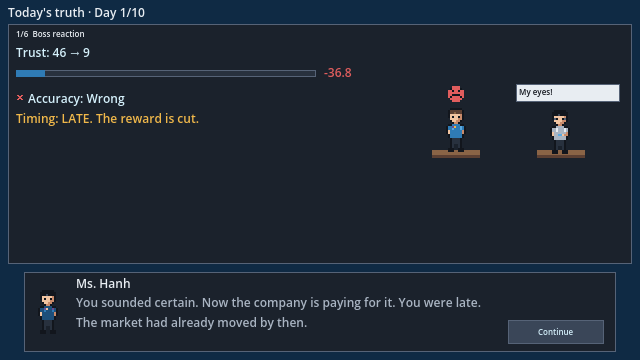 Today's truth · Day 1/10
1/6 Boss reaction
Trust: 46 → 9
-36.8
× Accuracy: Wrong
Timing: LATE. The reward is cut.
My eyes!
Ms. Hanh
You sounded certain. Now the company is paying for it. You were late.
The market had already moved by then.
Continue